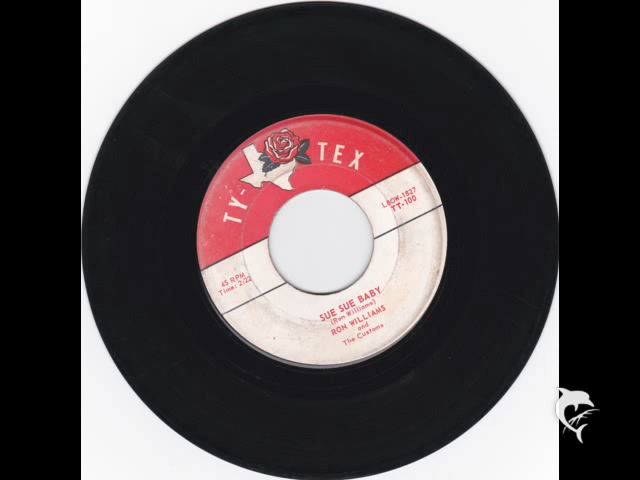 TY-TEX
L8OW-1827
TT-100
45 RPM
Time: 2:22
SUE SUE BABY
(Ron Williams)
RON WILLIAMS
and
The Customs